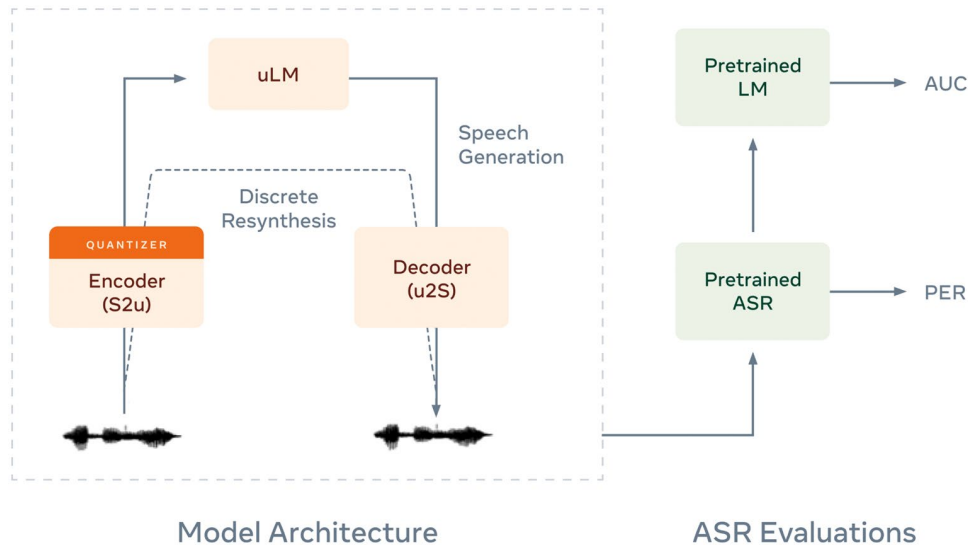 uLM
Speech
Generation
Discrete
Resynthesis
QUANTIZER
Encoder
(S2u)
Decoder
(u2S)
Pretrained
LM
AUC
Pretrained
ASR
PER
Model Architecture
ASR Evaluations